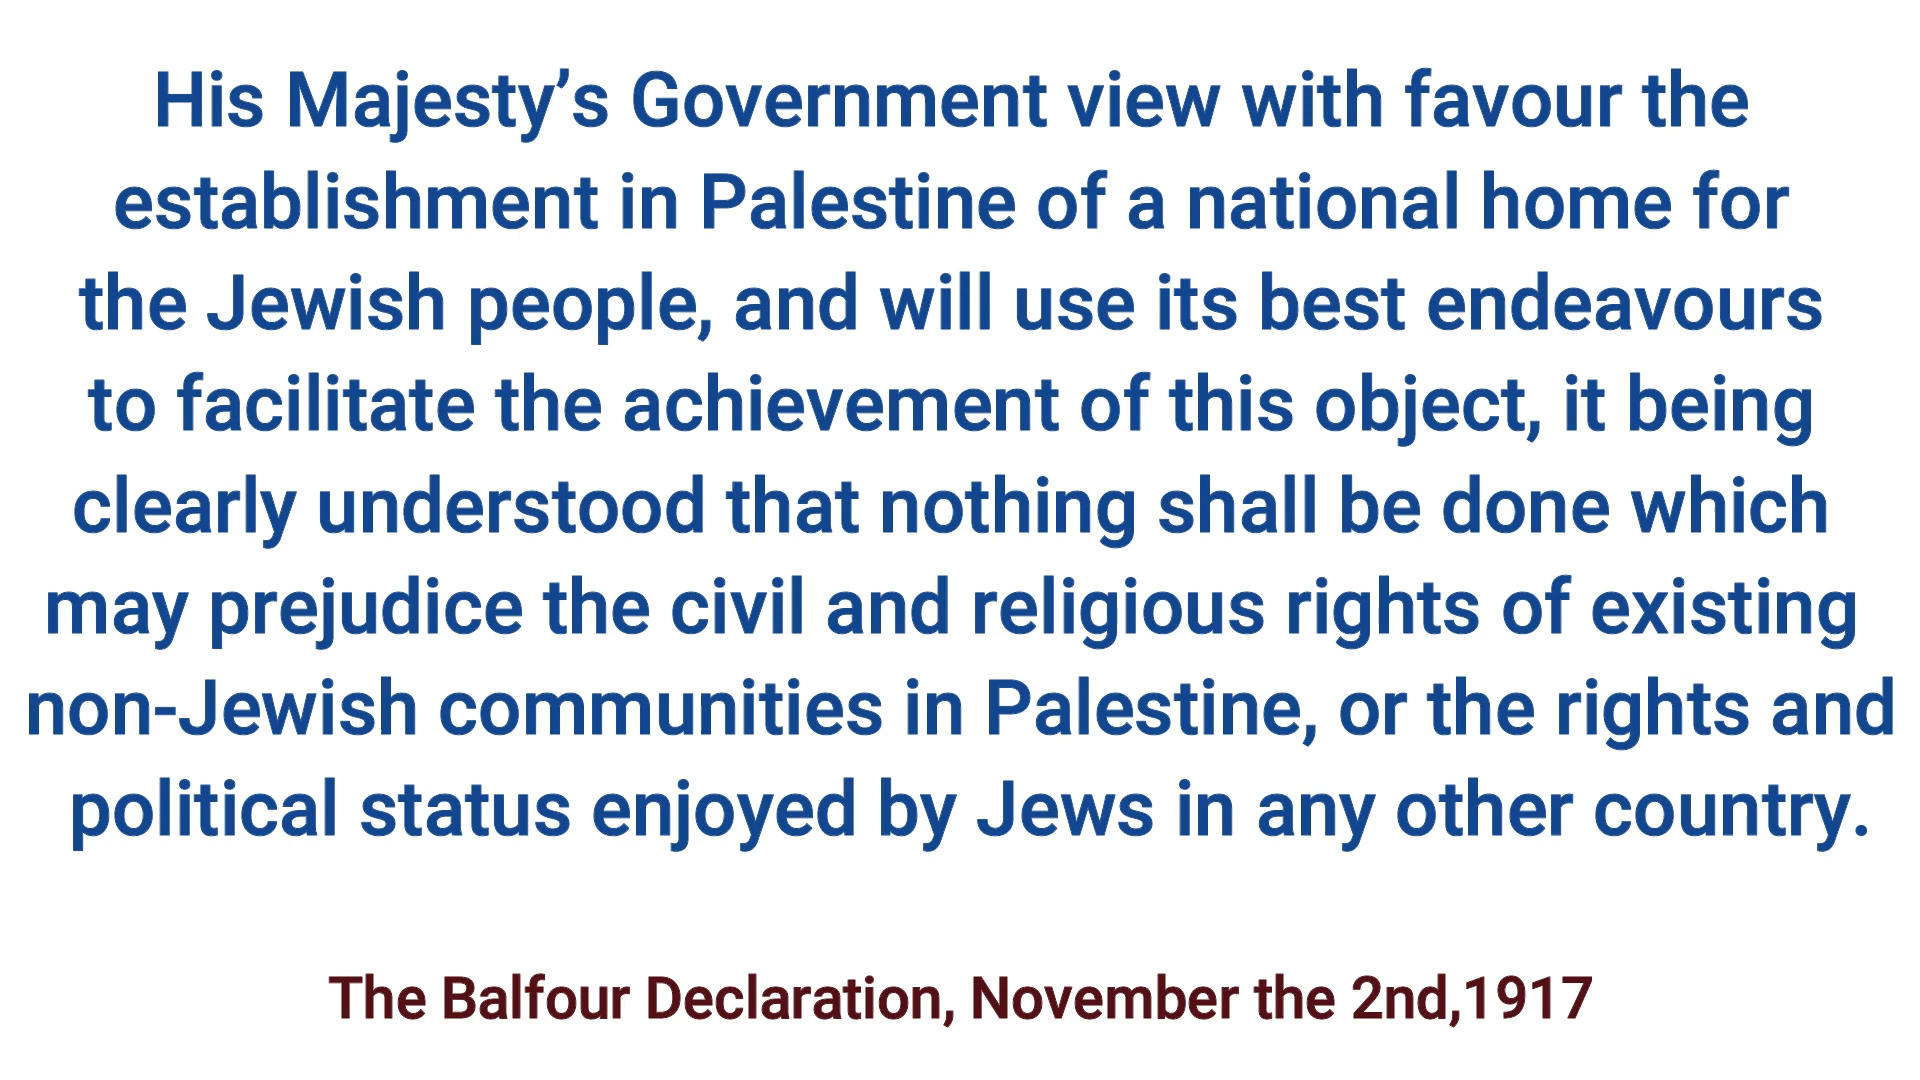 His Majesty’s Government view with favour the
establishment in Palestine of a national home for
the Jewish people, and will use its best endeavours
to facilitate the achievement of this object, it being
clearly understood that nothing shall be done which
may prejudice the civil and religious rights of existing
non-Jewish communities in Palestine, or the rights and
political status enjoyed by Jews in any other country.
The Balfour Declaration, November the 2nd,1917